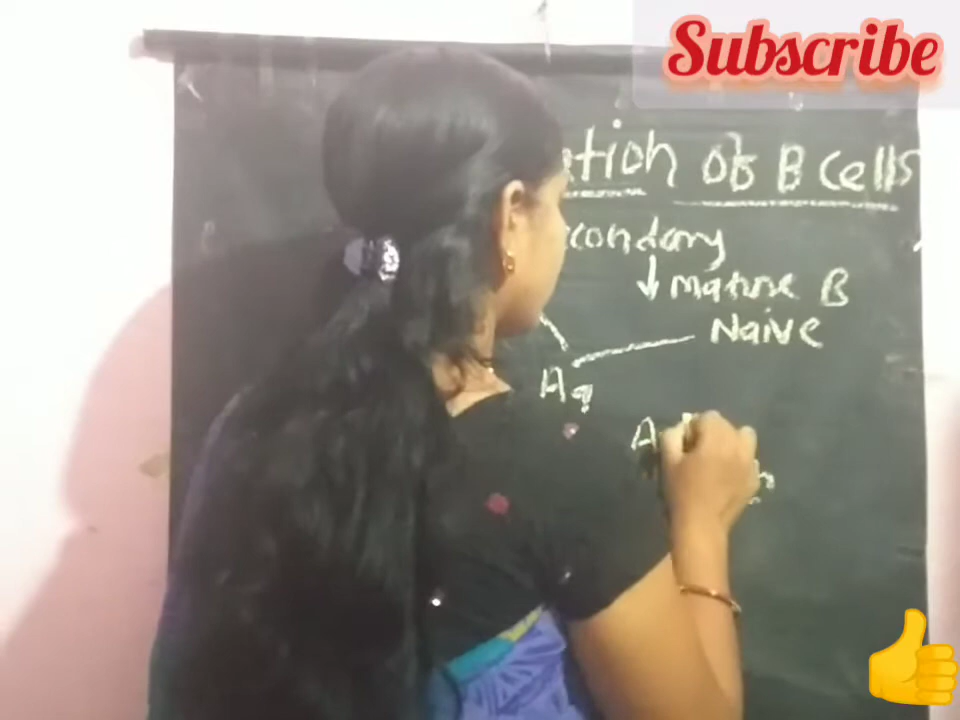 Subscribe
ation of B cells
condary
↓ mature B
Naive
Ag
A